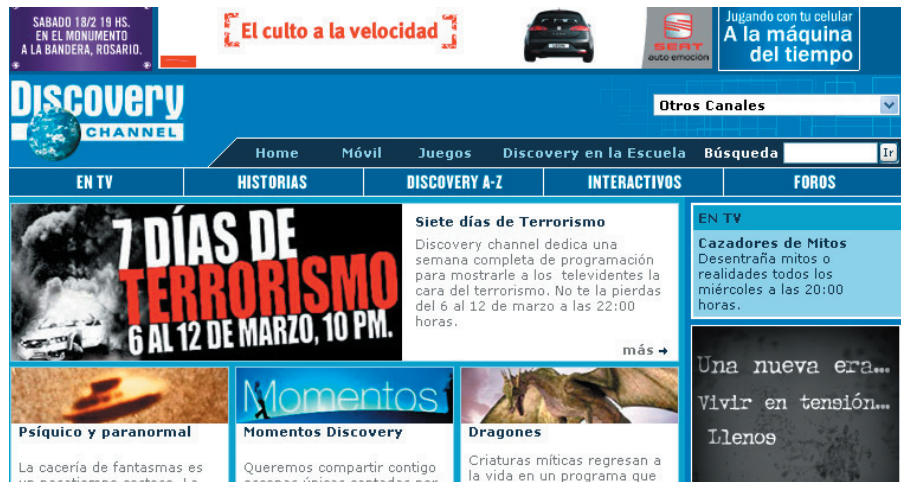 SABADO 18/2 19 HS.
EN EL MONUMENTO
A LA BANDERA, ROSARIO.
El culto a la velocidad
SEAT
auto emoción
Jugando con tu celular
A la máquina
del tiempo
Discovery
CHANNEL
Otros Canales
Home Móvil Juegos Discovery en la Escuela Búsqueda Ir
EN TV HISTORIAS DISCOVERY A-Z INTERACTIVOS FOROS
7 DÍAS DE
TERRORISMO
6 AL 12 DE MARZO, 10 PM.
Siete días de Terrorismo
Discovery channel dedica una
semana completa de programación
para mostrarle a los televidentes la
cara del terrorismo. No te la pierdas
del 6 al 12 de marzo a las 22:00
horas.
más
EN TV
Cazadores de Mitos
Desentraña mitos o
realidades todos los
miércoles a las 20:00
horas.
Una nueva era...
Vivir en tensión...
Llenos
Psíquico y paranormal
La cacería de fantasmas es
Momentos
Momentos Discovery
Queremos compartir contigo
Dragones
Criaturas míticas regresan a
la vida en un programa que